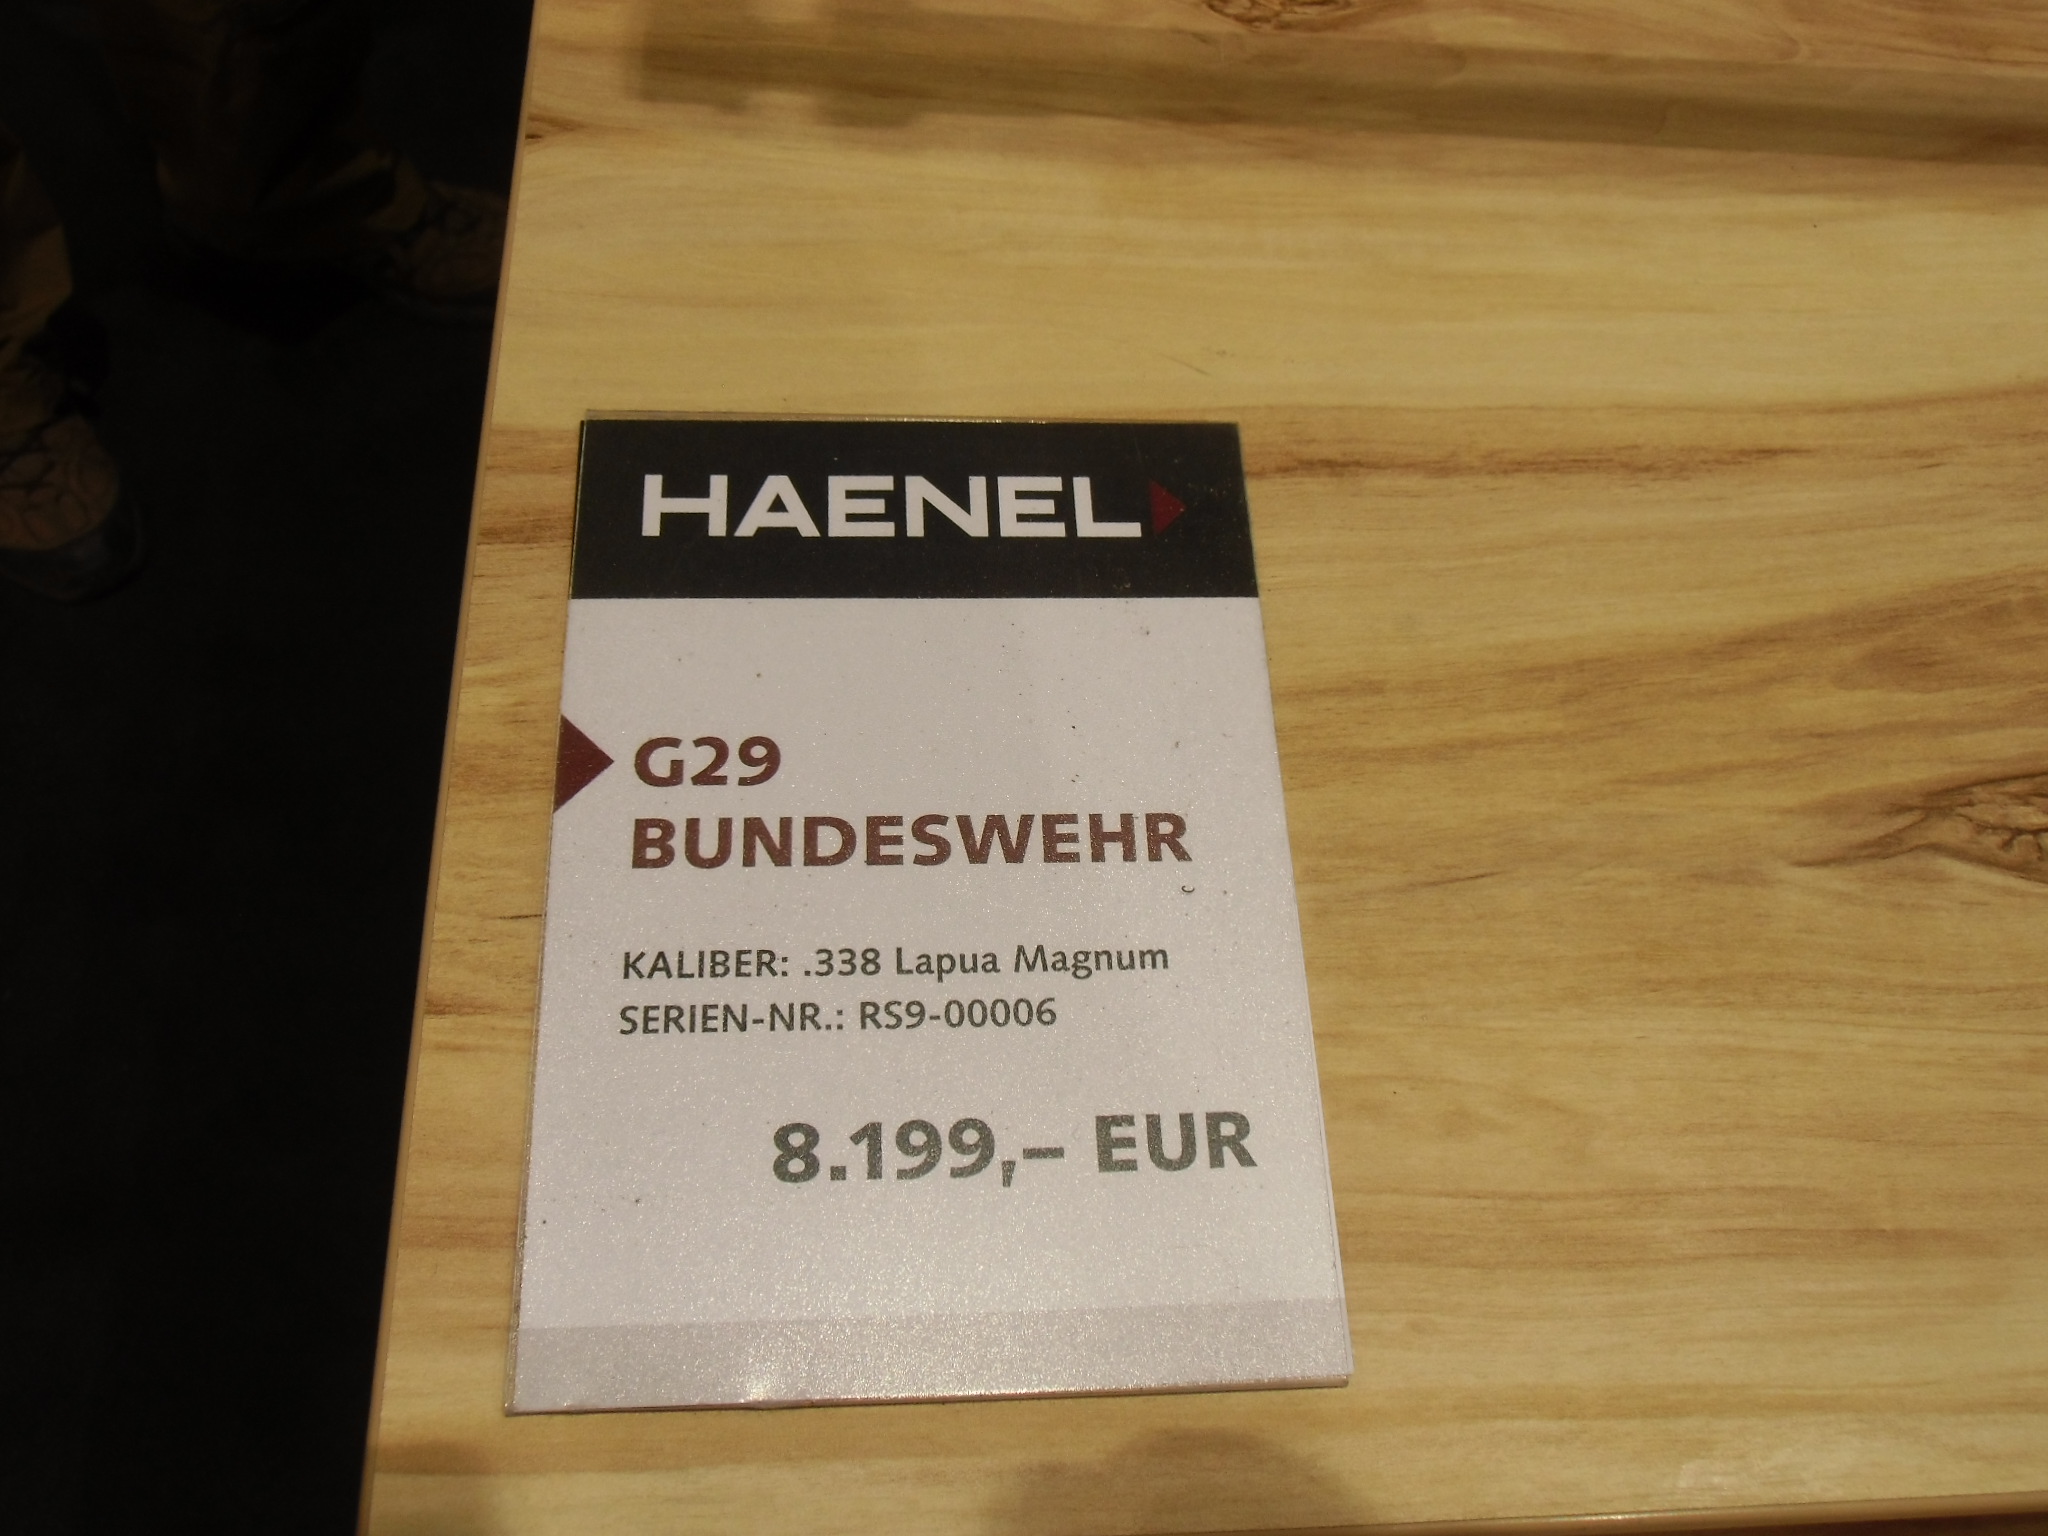 HAENEL
G29
BUNDESWEHR
KALIBER: .338 Lapua Magnum
SERIEN-NR.: RS9-00006
8.199,– EUR